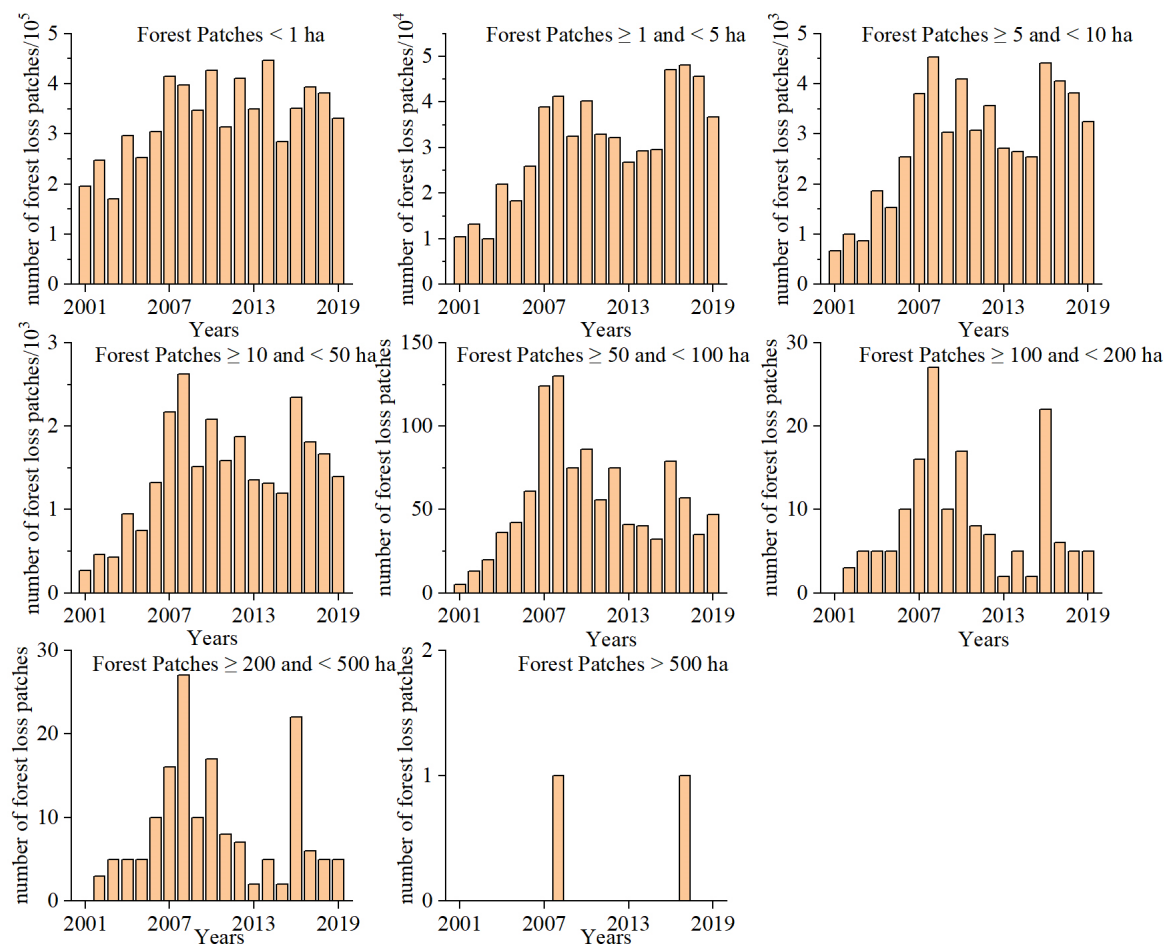 Forest Patches < 1 ha
number of forest loss patches/10⁵
5
4
3
2
1
0
2001 2007 2013 2019
Years
Forest Patches ≥ 1 and < 5 ha
number of forest loss patches/10⁴
5
4
3
2
1
0
2001 2007 2013 2019
Years
Forest Patches ≥ 5 and < 10 ha
number of forest loss patches/10³
5
4
3
2
1
0
2001 2007 2013 2019
Years
Forest Patches ≥ 10 and < 50 ha
number of forest loss patches/10³
3
2
1
0
2001 2007 2013 2019
Years
Forest Patches ≥ 50 and < 100 ha
number of forest loss patches
150
100
50
0
2001 2007 2013 2019
Years
Forest Patches ≥ 100 and < 200 ha
number of forest loss patches
30
20
10
0
2001 2007 2013 2019
Years
Forest Patches ≥ 200 and < 500 ha
number of forest loss patches
30
20
10
0
2001 2007 2013 2019
Years
Forest Patches > 500 ha
number of forest loss patches
2
1
0
2001 2007 2013 2019
Years